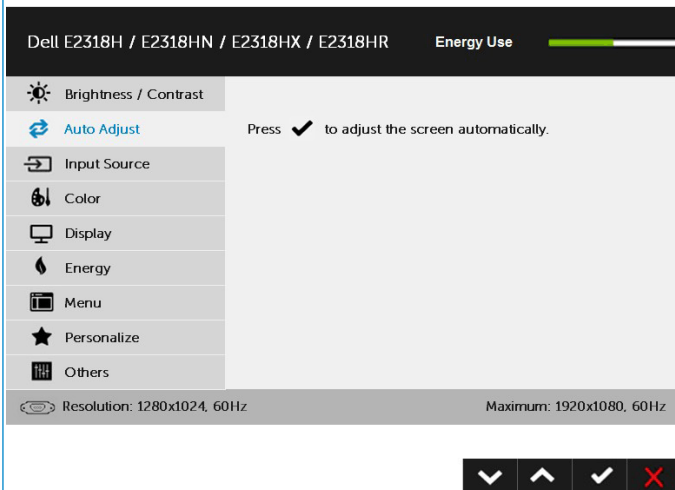 Dell E2318H / E2318HN / E2318HX / E2318HR Energy Use
Brightness / Contrast
Auto Adjust
Press ✔ to adjust the screen automatically.
Input Source
Color
Display
Energy
Menu
Personalize
Others
Resolution: 1280x1024, 60Hz Maximum: 1920x1080, 60Hz